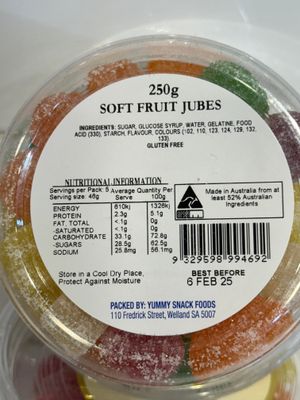 250g
SOFT FRUIT JUBES
INGREDIENTS: SUGAR, GLUCOSE SYRUP, WATER, GELATINE, FOOD
ACID (330), STARCH, FLAVOUR, COLOURS (102, 110, 123, 124, 129, 132,
133)
GLUTEN FREE
NUTRITIONAL INFORMATION
Servings per Pack: 5 Average Quantity Per
Serving size: 46g 100g
ENERGY 610kj 1326kj
PROTEIN 2.3g 5.1g
FAT, TOTAL <1g 0g
-SATURATED <1g 0g
CARBOHYDRATE 33.1g 72.8g
-SUGARS 28.5g 62.5g
SODIUM 25.8mg 56.1mg
Made in Australia from at
least 52% Australian
Ingredients
9 329598 994692
Store in a Cool Dry Place,
Protect Against Moisture
BEST BEFORE
6 FEB 25
PACKED BY: YUMMY SNACK FOODS
110 Fredrick Street, Welland SA 5007